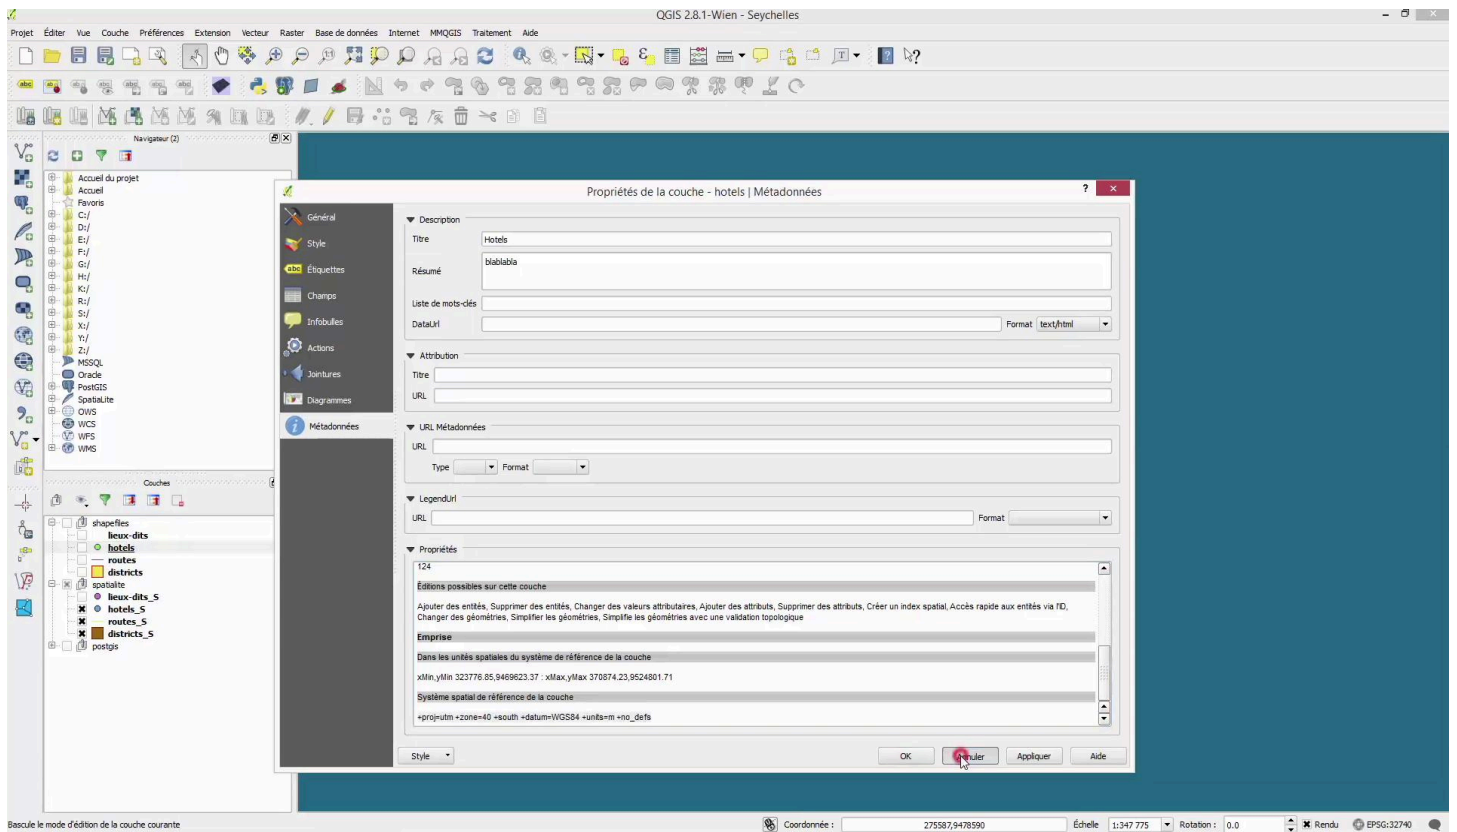 QGIS 2.8.1-Wien - Seychelles
Projet Éditer Vue Couche Préférences Extension Vecteur Raster Base de données Internet MMQGIS Traitement Aide
Navigateur (2)
Accueil du projet
Accueil
Favoris
C:/
D:/
E:/
F:/
G:/
H:/
K:/
R:/
S:/
X:/
Y:/
Z:/
MSSQL
Oracle
PostGIS
SpatiaLite
OWS
WCS
WFS
WMS
Couches
shapefiles
lieux-dits
hotels
routes
districts
spatialite
lieux-dits_S
hotels_S
routes_S
districts_S
postgis
Propriétés de la couche - hotels | Métadonnées
Général
Style
Étiquettes
Champs
Infobulles
Actions
Jointures
Diagrammes
Métadonnées
Description
Titre Hotels
Résumé blablabla
Liste de mots-clés
DataUrl Format text/html
Attribution
Titre
URL
URL Métadonnées
URL
Type Format
LegendUrl
URL Format
Propriétés
124
Éditions possibles sur cette couche
Ajouter des entités, Supprimer des entités, Changer des valeurs attributaires, Ajouter des attributs, Supprimer des attributs, Créer un index spatial, Accès rapide aux entités via l'ID,
Changer des géométries, Simplifier les géométries, Simplifie les géométries avec une validation topologique
Emprise
Dans les unités spatiales du système de référence de la couche
xMin,yMin 323776.85,9469623.37 : xMax,yMax 370874.23,9524801.71
Système spatial de référence de la couche
+proj=utm +zone=40 +south +datum=WGS84 +units=m +no_defs
Style OK Annuler Appliquer Aide
Bascule le mode d'édition de la couche courante Coordonnée : 275587,9478590 Échelle 1:347 775 Rotation : 0.0 Rendu EPSG:32740